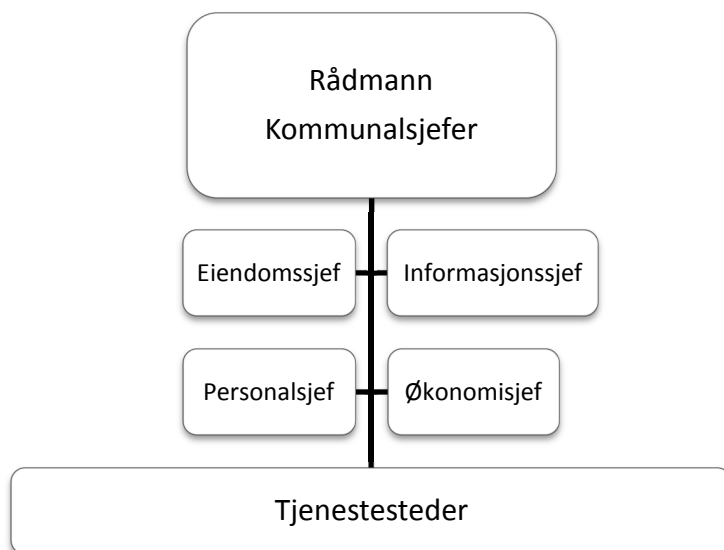 Rådmann
Kommunalsjefer
Eiendomssjef
Informasjonssjef
Personalsjef
Økonomisjef
Tjenestesteder